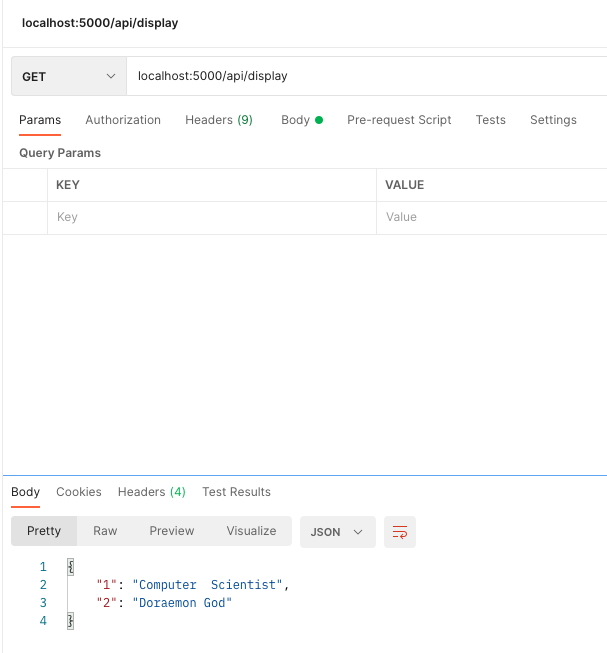 localhost:5000/api/display
GET localhost:5000/api/display
Params Authorization Headers (9) Body Pre-request Script Tests Settings
Query Params
KEY VALUE
Key Value
Body Cookies Headers (4) Test Results
Pretty Raw Preview Visualize JSON
1 {
2 "1": "Computer  Scientist",
3 "2": "Doraemon God"
4 }